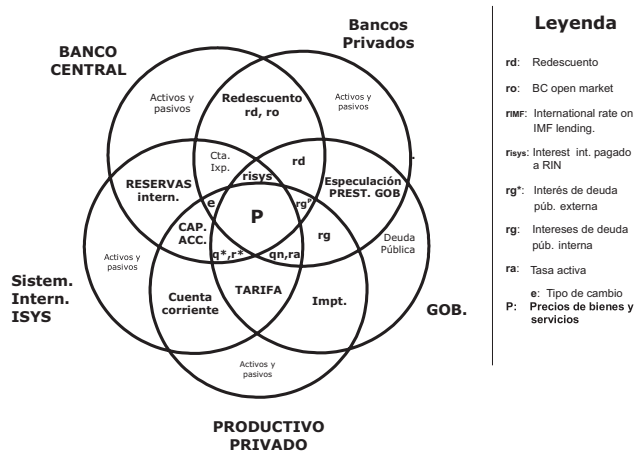 BANCO
CENTRAL
Bancos
Privados
Activos y
pasivos
Redescuento
rd, ro
Activos y
pasivos
Cta.
Ixp.
rd
risys
RESERVAS
intern.
Especulación
PREST. GOB
e
rg*
P
CAP.
ACC.
rg
Deuda
Pública
q*,r*
qn,ra
Activos y
pasivos
Sistem.
Intern.
ISYS
Cuenta
corriente
TARIFA
Impt.
GOB.
Activos y
pasivos
PRODUCTIVO
PRIVADO
Leyenda
rd: Redescuento
ro: BC open market
rIMF: International rate on
IMF lending.
risys: Interest int. pagado
a RIN
rg*: Interés de deuda
púb. externa
rg: Intereses de deuda
púb. interna
ra: Tasa activa
e: Tipo de cambio
P: Precios de bienes y
servicios